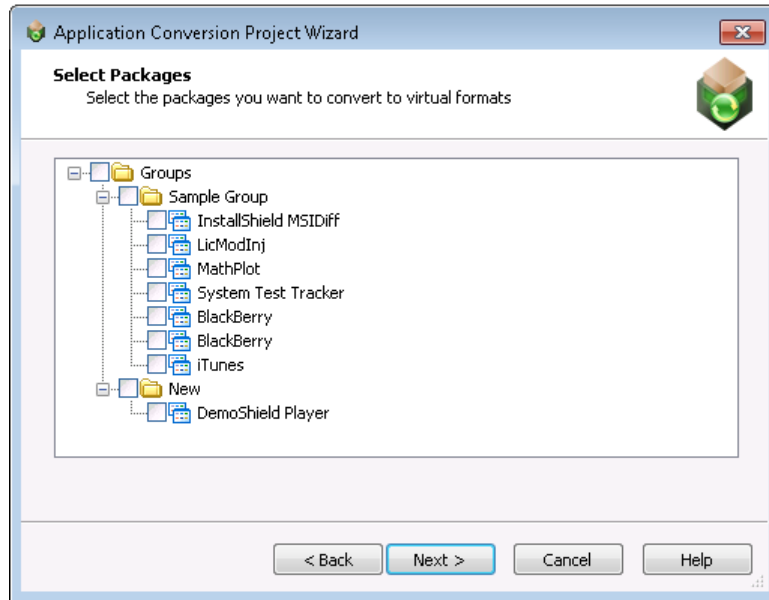 Application Conversion Project Wizard
Select Packages
Select the packages you want to convert to virtual formats
Groups
Sample Group
InstallShield MSIDiff
LicModInj
MathPlot
System Test Tracker
BlackBerry
BlackBerry
iTunes
New
DemoShield Player
< Back Next > Cancel Help